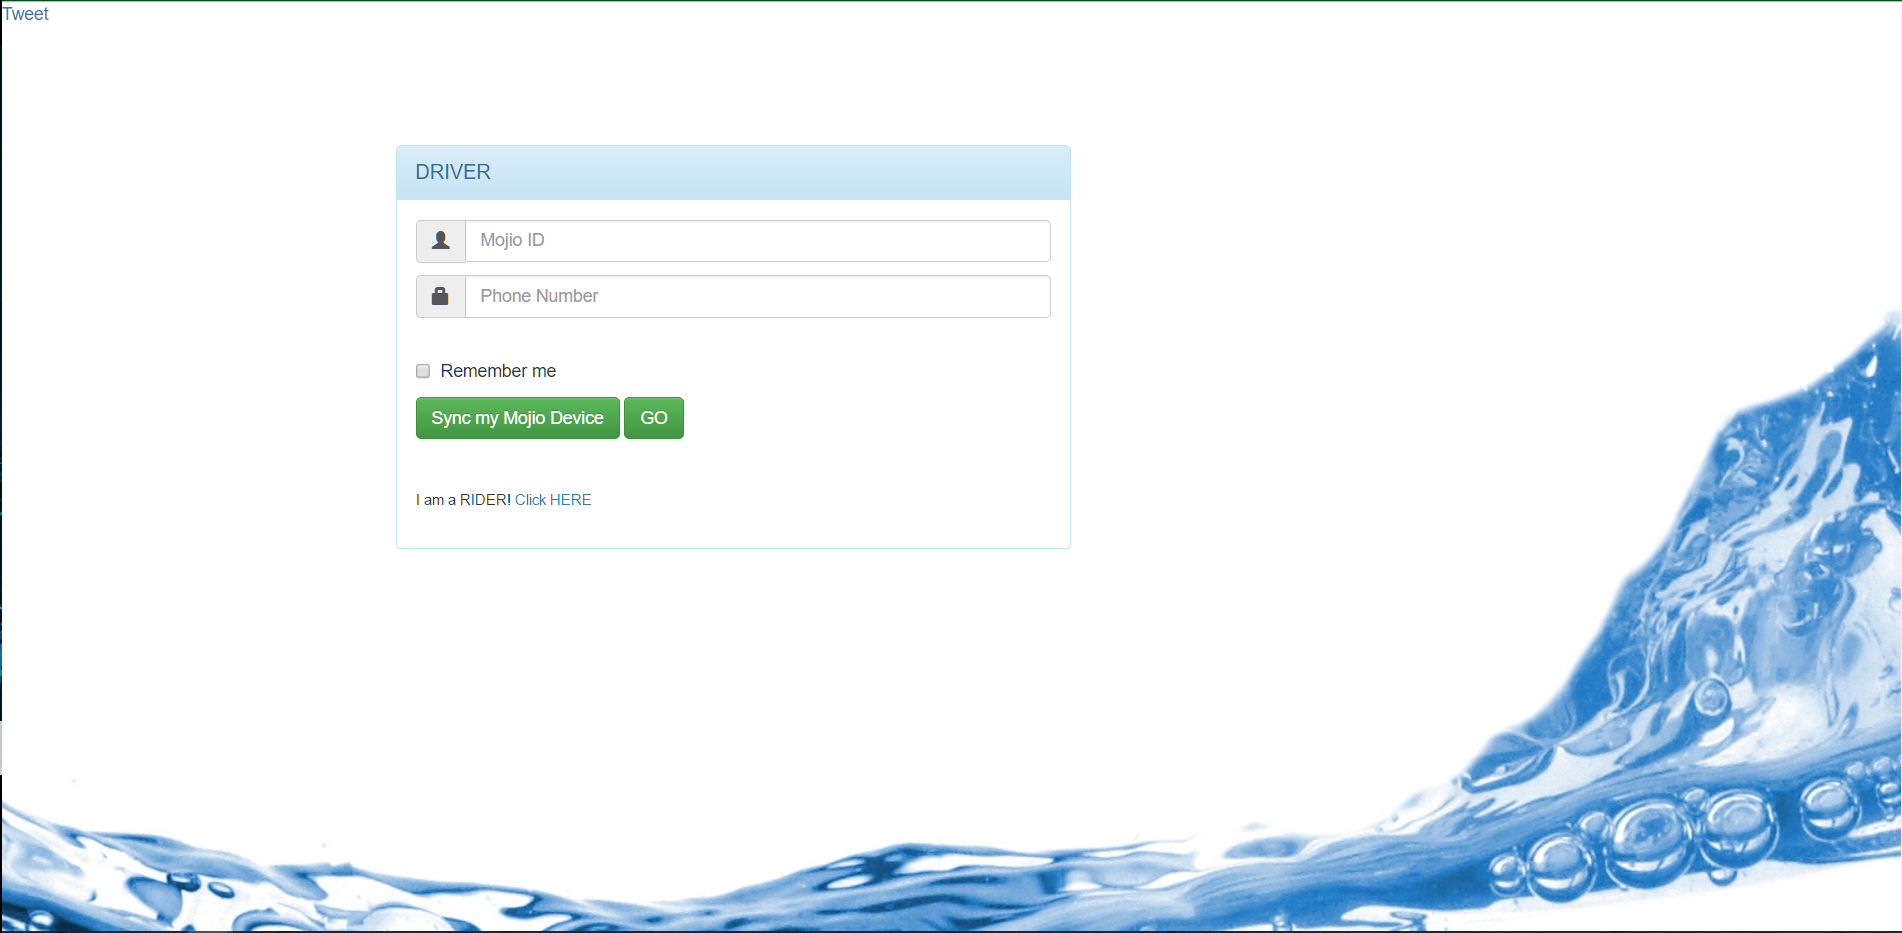 Tweet
DRIVER
Mojio ID
Phone Number
Remember me
Sync my Mojio Device GO
I am a RIDER! Click HERE